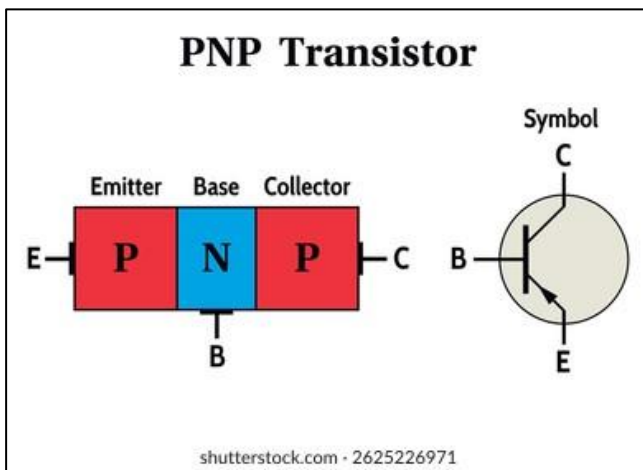 PNP Transistor
Symbol
C
Emitter Base Collector
E P N P C
B
B
E
shutterstock.com · 2625226971